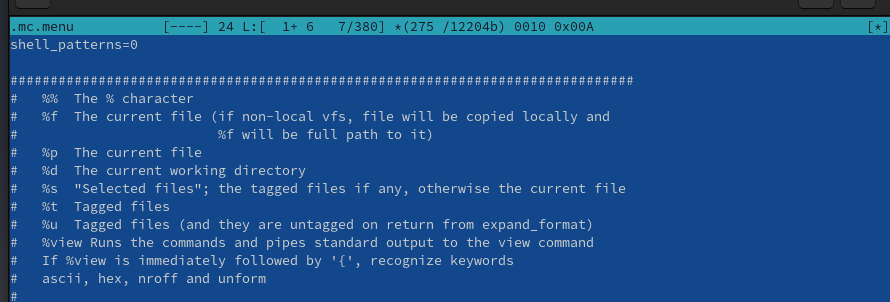 .mc.menu [----] 24 L:[ 1+ 6 7/380] *(275 /12204b) 0010 0x00A [*]
shell_patterns=0
###############################################################################
# %% The % character
# %f The current file (if non-local vfs, file will be copied locally and
# %f will be full path to it)
# %p The current file
# %d The current working directory
# %s "Selected files"; the tagged files if any, otherwise the current file
# %t Tagged files
# %u Tagged files (and they are untagged on return from expand_format)
# %view Runs the commands and pipes standard output to the view command
# If %view is immediately followed by '{', recognize keywords
# ascii, hex, nroff and unform
#